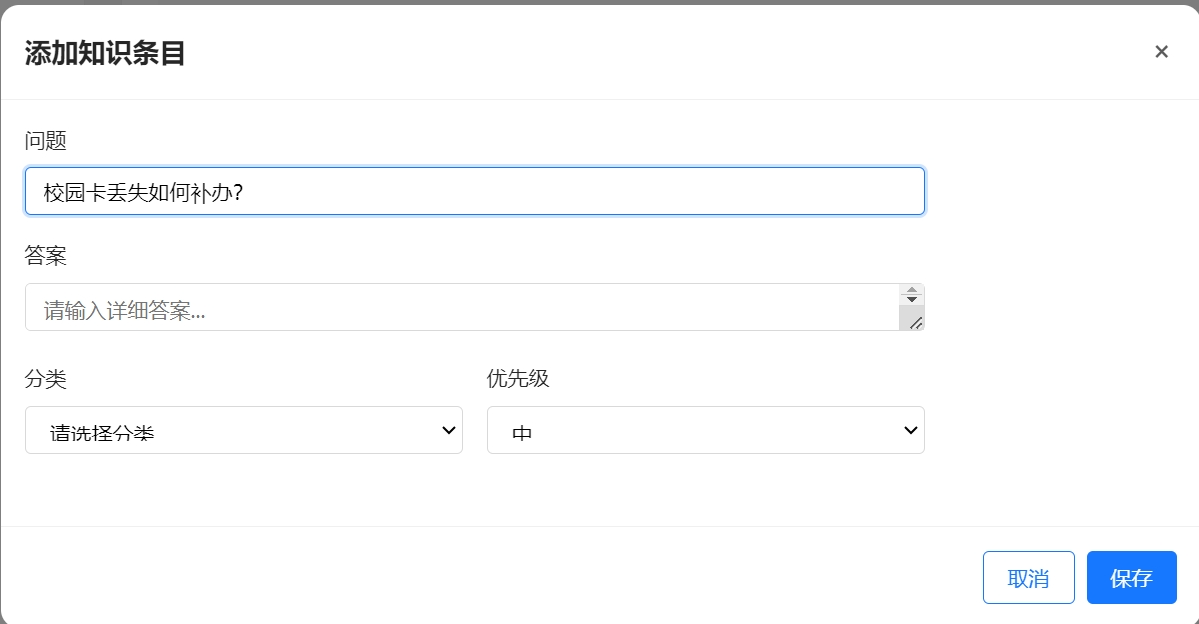 添加知识条目
×
问题
校园卡丢失如何补办?
答案
请输入详细答案...
分类 优先级
请选择分类 中
取消 保存